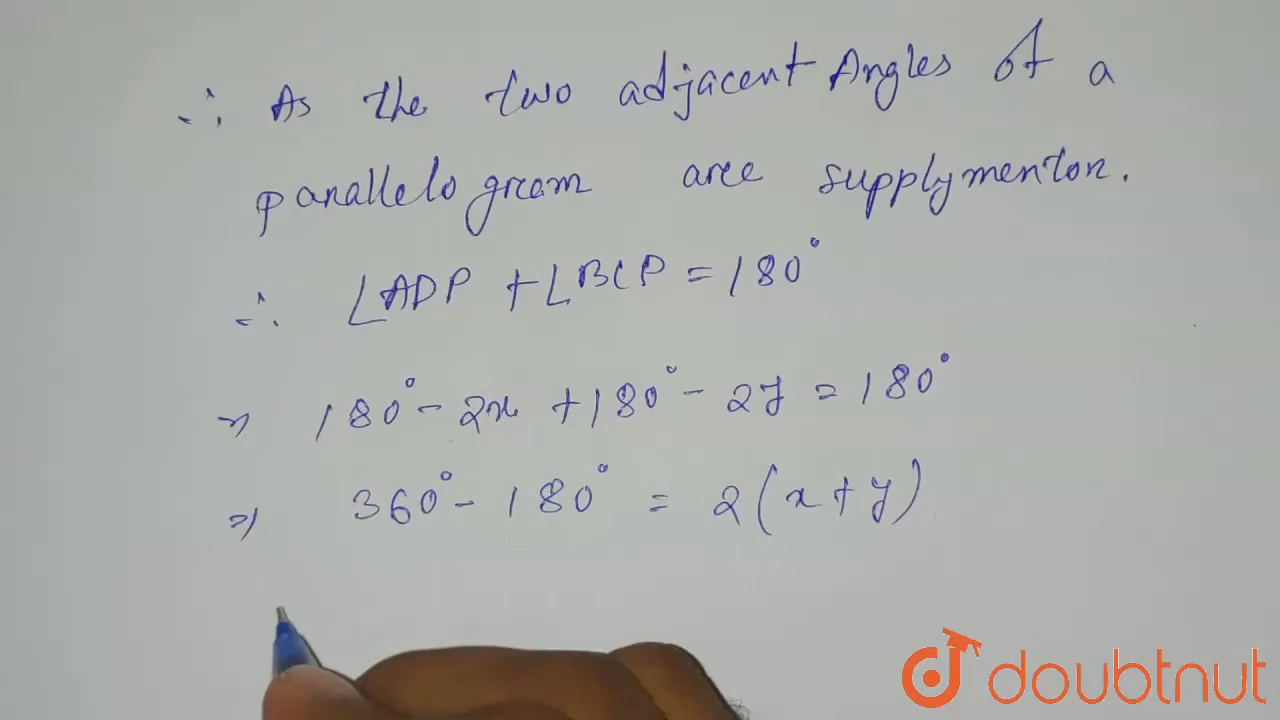 ∴ As the two adjacent Angles of a
parallelogram are supplymentor.
∴ ∠ADP + ∠BCP = 180°
⇒ 180° - 2x + 180° - 2y = 180°
⇒ 360° - 180° = 2(x + y)
doubtnut